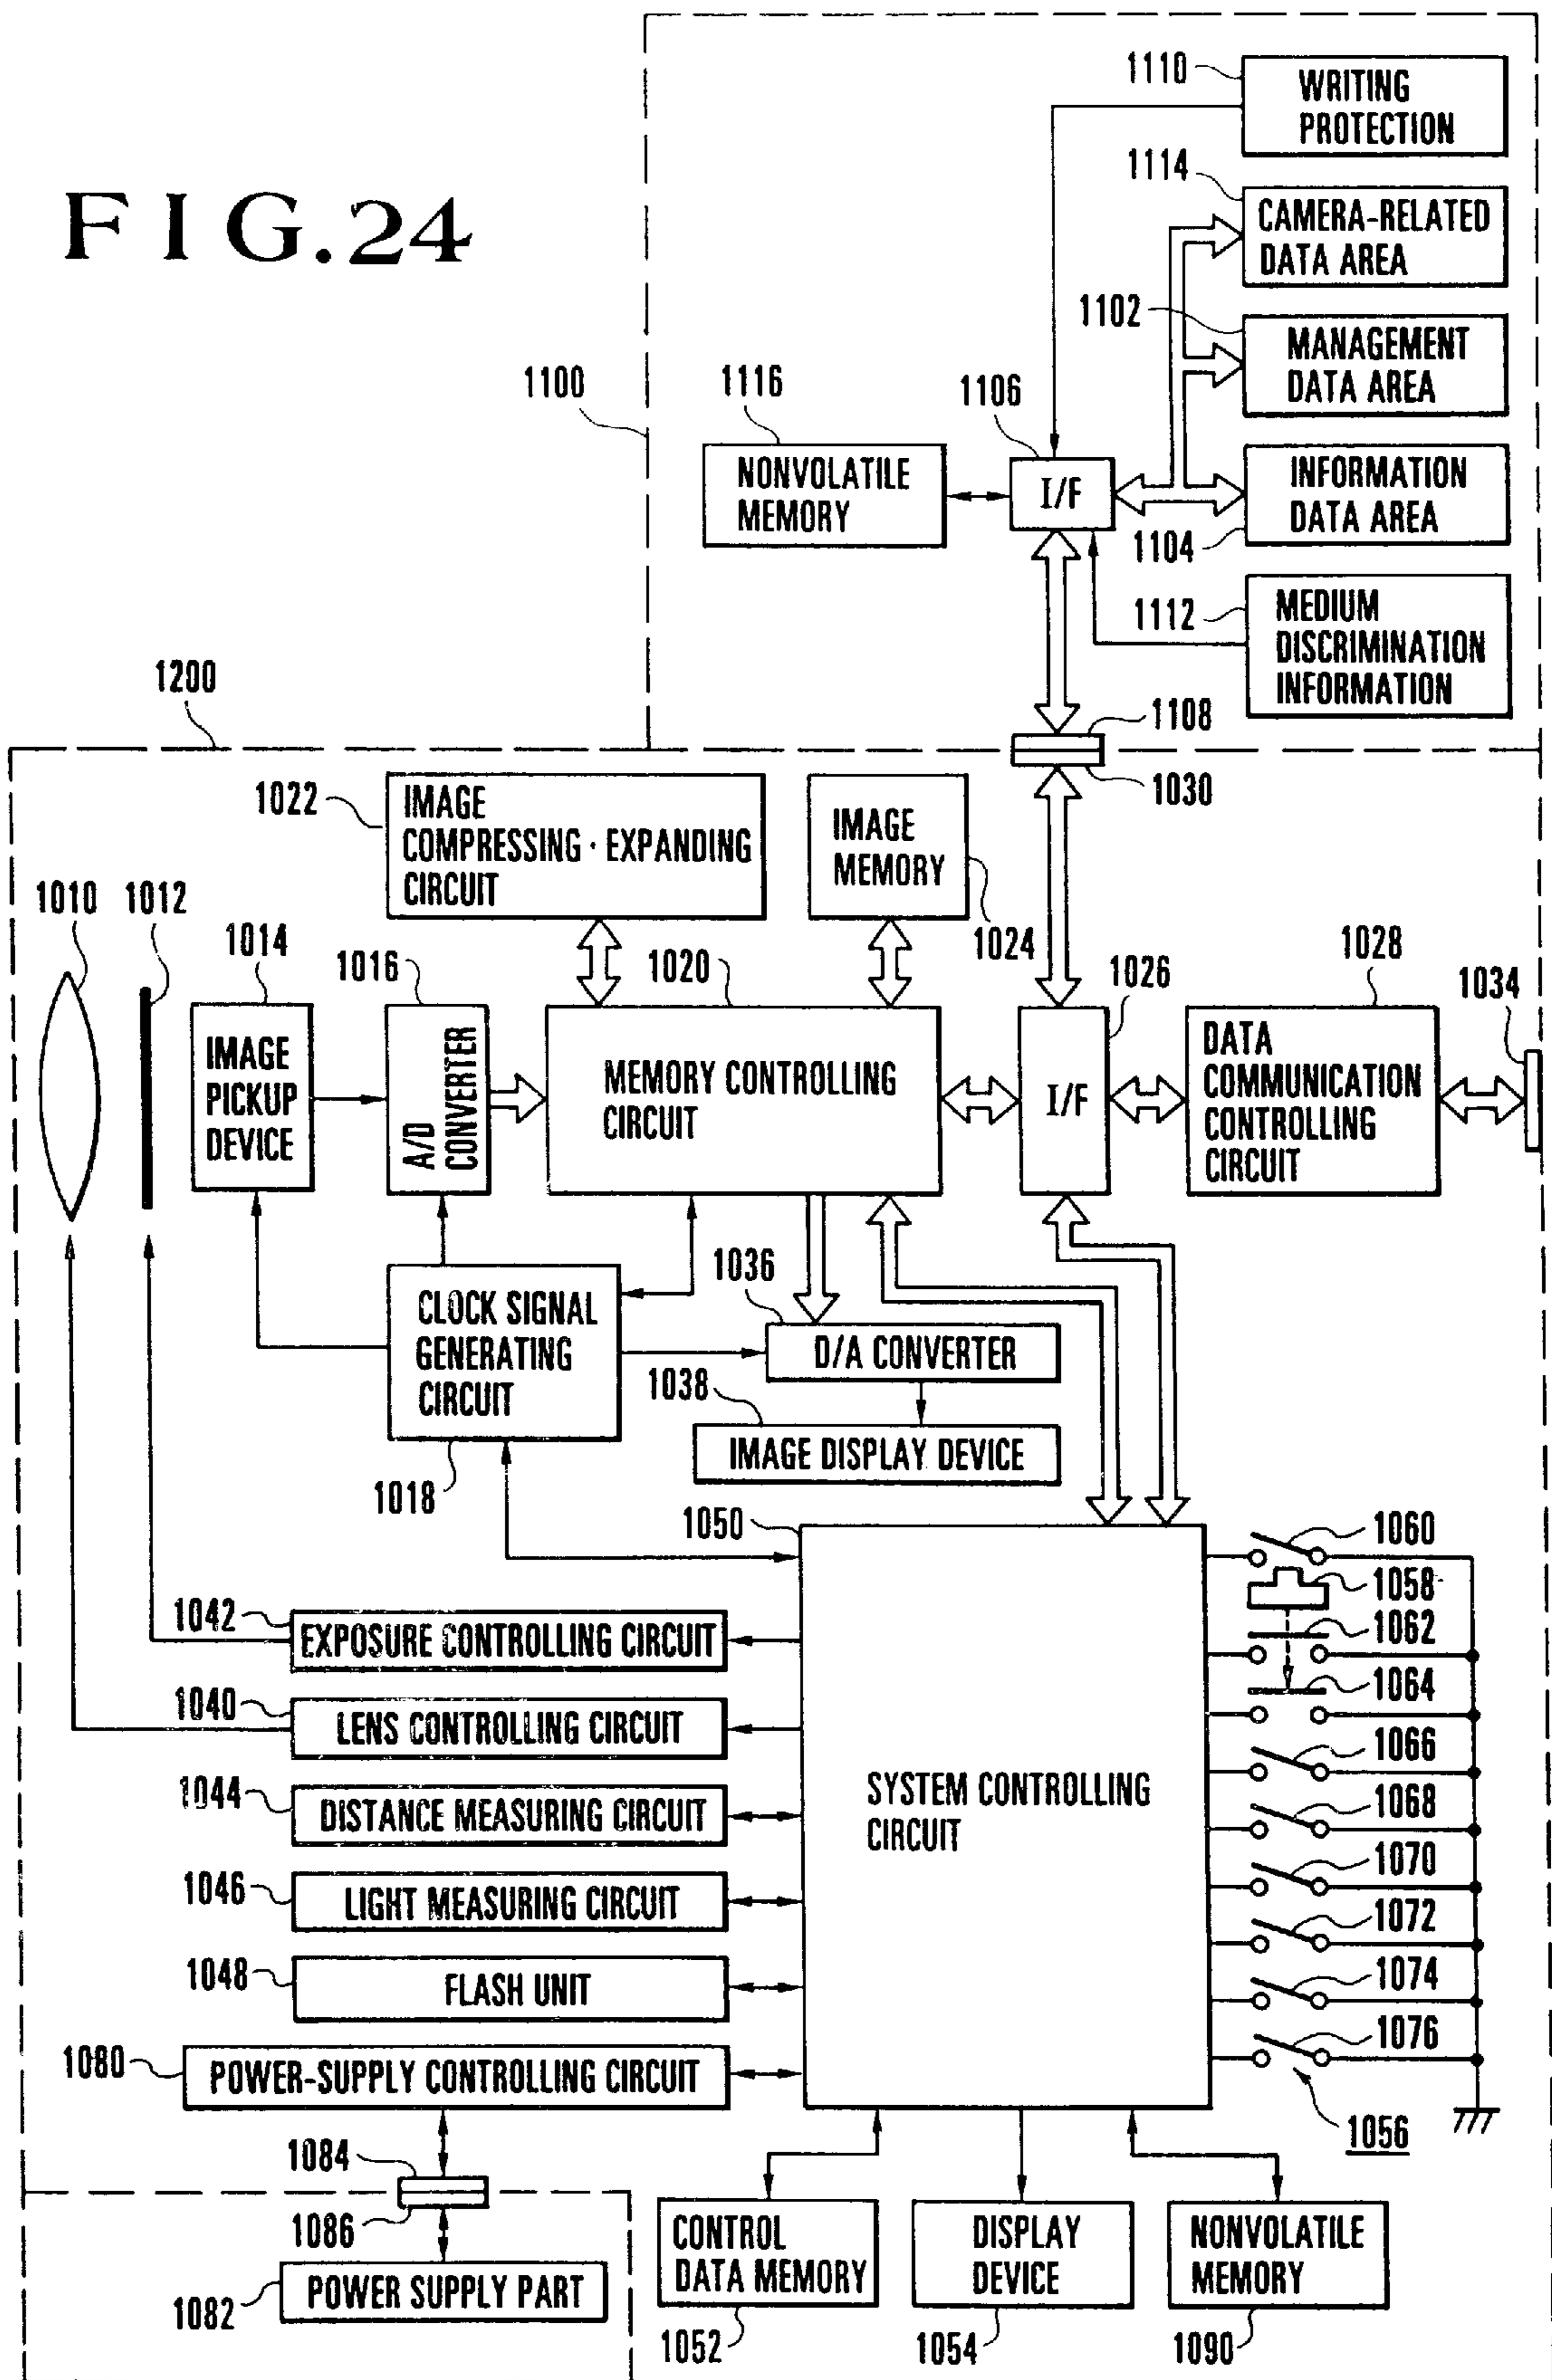 FIG.24
1110
WRITING
PROTECTION
1114
CAMERA-RELATED
DATA AREA
1102
MANAGEMENT
DATA AREA
1100
1116
1106
NONVOLATILE
MEMORY
I/F
INFORMATION
DATA AREA
1104
1112
MEDIUM
DISCRIMINATION
INFORMATION
1200
1108
1030
1022
IMAGE
COMPRESSING · EXPANDING
CIRCUIT
IMAGE
MEMORY
1024
1010
1012
1014
1016
1020
1026
1028
1034
IMAGE
PICKUP
DEVICE
A/D
CONVERTER
MEMORY CONTROLLING
CIRCUIT
I/F
DATA
COMMUNICATION
CONTROLLING
CIRCUIT
1036
CLOCK SIGNAL
GENERATING
CIRCUIT
D/A CONVERTER
1038
IMAGE DISPLAY DEVICE
1018
1050
1060
1058
1042
EXPOSURE CONTROLLING CIRCUIT
1062
1064
1040
LENS CONTROLLING CIRCUIT
1066
1044
DISTANCE MEASURING CIRCUIT
SYSTEM CONTROLLING
CIRCUIT
1068
1046
LIGHT MEASURING CIRCUIT
1070
1072
1048
FLASH UNIT
1074
1080
POWER-SUPPLY CONTROLLING CIRCUIT
1076
1056
1084
1086
1082
POWER SUPPLY PART
CONTROL
DATA MEMORY
1052
DISPLAY
DEVICE
1054
NONVOLATILE
MEMORY
1090